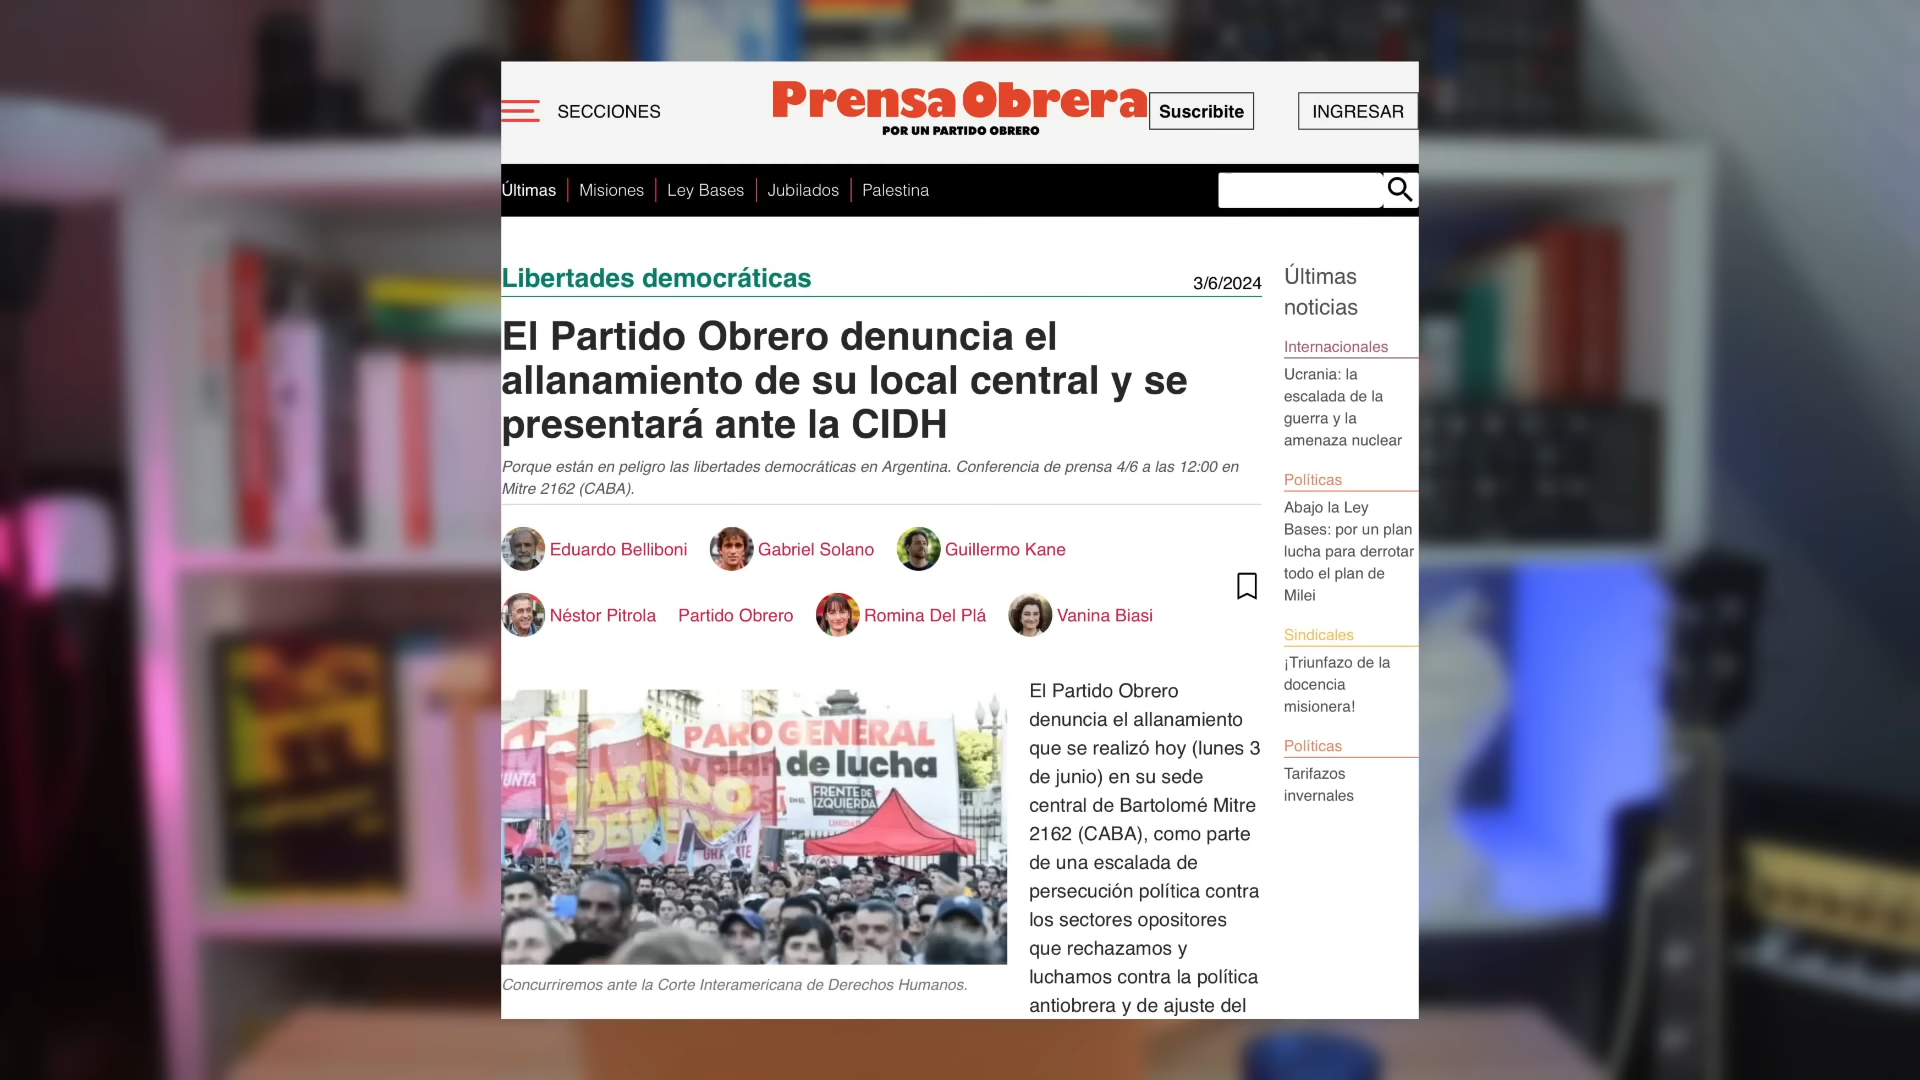 SECCIONES
Prensa Obrera
POR UN PARTIDO OBRERO
Suscribite
INGRESAR
Últimas
Misiones
Ley Bases
Jubilados
Palestina
Libertades democráticas
3/6/2024
El Partido Obrero denuncia el
allanamiento de su local central y se
presentará ante la CIDH
Porque están en peligro las libertades democráticas en Argentina. Conferencia de prensa 4/6 a las 12:00 en
Mitre 2162 (CABA).
Eduardo Belliboni
Gabriel Solano
Guillermo Kane
Néstor Pitrola
Partido Obrero
Romina Del Plá
Vanina Biasi
PARO GENERAL
y plan de lucha
PARTIDO
OBRERO
EN EL
FRENTE DE
IZQUIERDA
UNIDAD
Concurriremos ante la Corte Interamericana de Derechos Humanos.
El Partido Obrero
denuncia el allanamiento
que se realizó hoy (lunes 3
de junio) en su sede
central de Bartolomé Mitre
2162 (CABA), como parte
de una escalada de
persecución política contra
los sectores opositores
que rechazamos y
luchamos contra la política
antiobrera y de ajuste del
Últimas
noticias
Internacionales
Ucrania: la
escalada de la
guerra y la
amenaza nuclear
Políticas
Abajo la Ley
Bases: por un plan
lucha para derrotar
todo el plan de
Milei
Sindicales
¡Triunfazo de la
docencia
misionera!
Políticas
Tarifazos
invernales